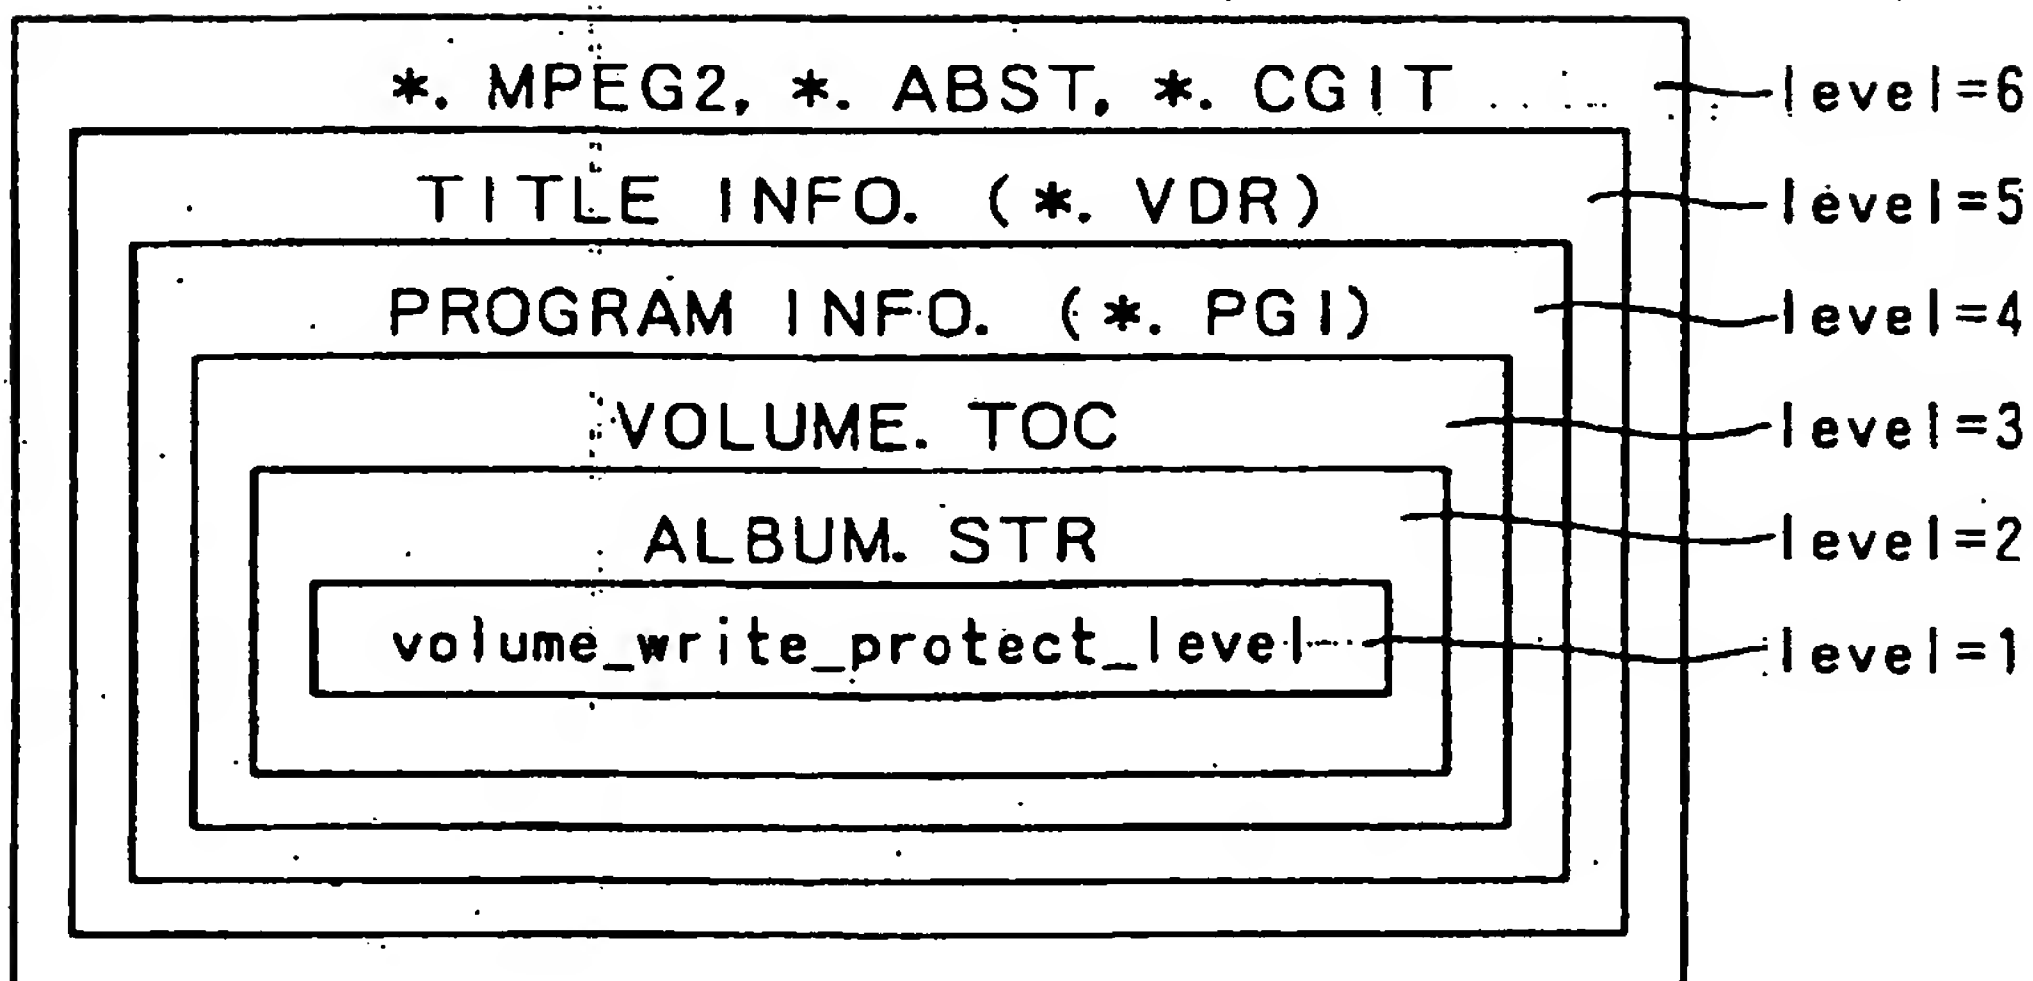 *. MPEG2, *. ABST, *. CGIT level=6
TITLE INFO. (*. VDR) level=5
PROGRAM INFO. (*. PGI) level=4
VOLUME. TOC level=3
ALBUM. STR level=2
volume_write_protect_level level=1